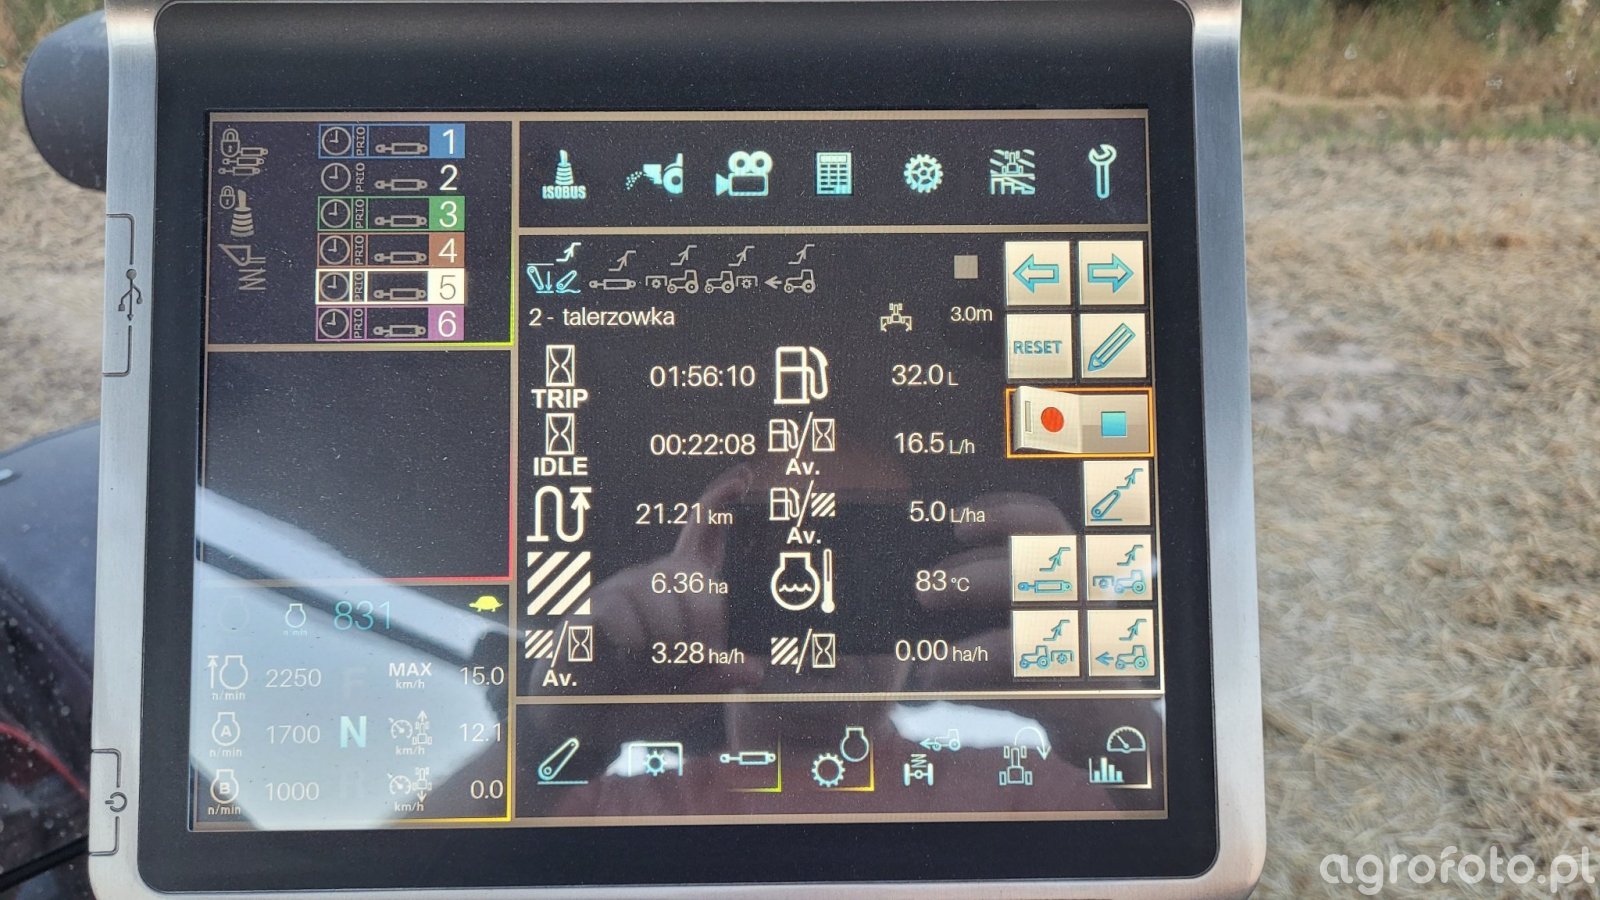 PRIO 1
PRIO 2
PRIO 3
PRIO 4
PRIO 5
PRIO 6
ISOBUS
2 - talerzowka
3.0m
TRIP 01:56:10 32.0 L
RESET
IDLE 00:22:08 Av. 16.5 L/h
21.21 km Av. 5.0 L/ha
6.36 ha 83 °C
Av. 3.28 ha/h 0.00 ha/h
n/min 831
n/min 2250 MAX km/h 15.0
A n/min 1700 N km/h 12.1
B n/min 1000 km/h 0.0
F
R
agrofoto.pl